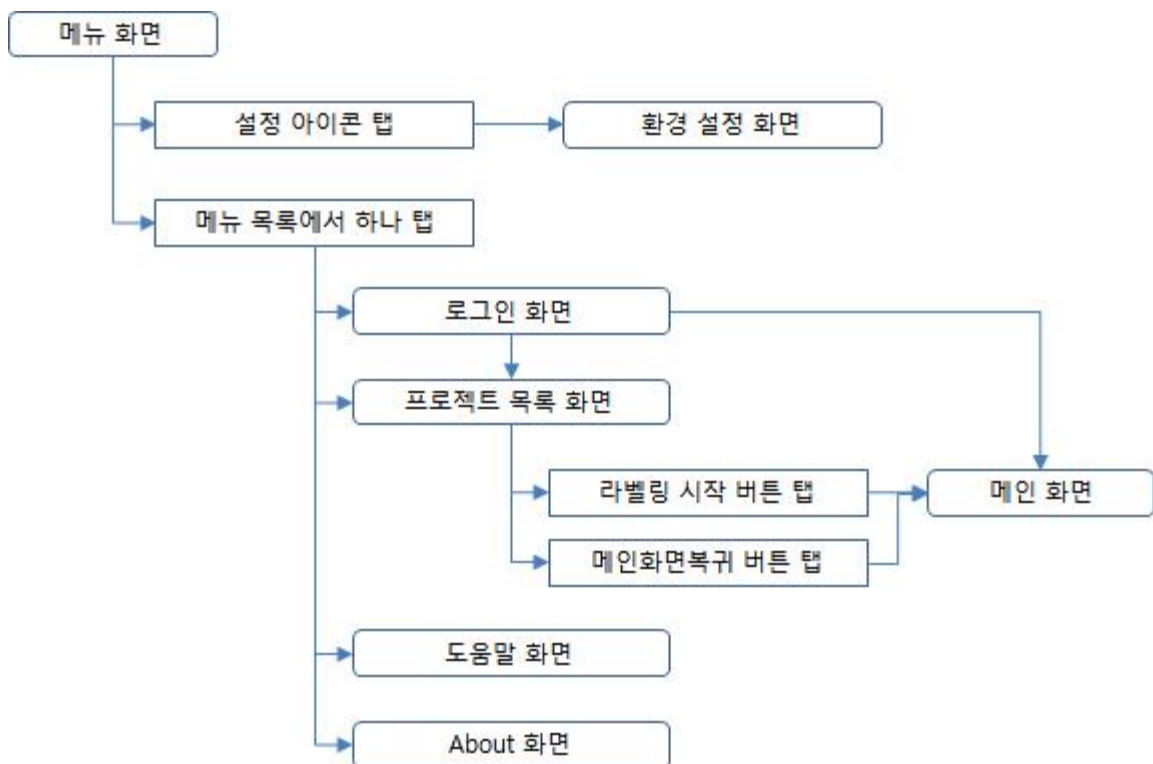 메뉴 화면
설정 아이콘 탭
환경 설정 화면
메뉴 목록에서 하나 탭
로그인 화면
프로젝트 목록 화면
라벨링 시작 버튼 탭
메인 화면
메인화면복귀 버튼 탭
도움말 화면
About 화면